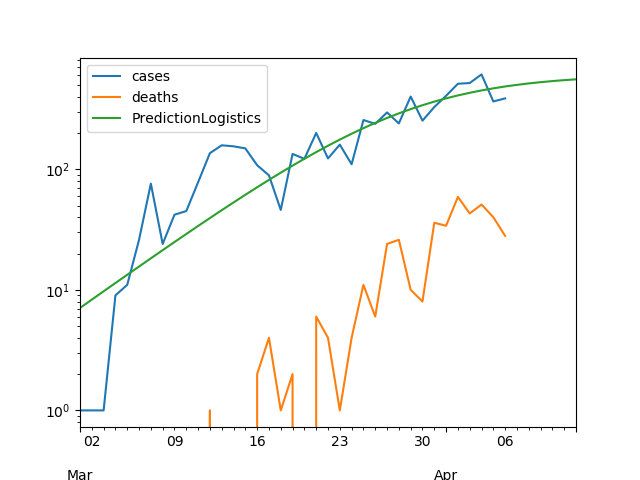 cases
deaths
PredictionLogistics
10²
10¹
10⁰
02 09 16 23 30 06
Mar Apr